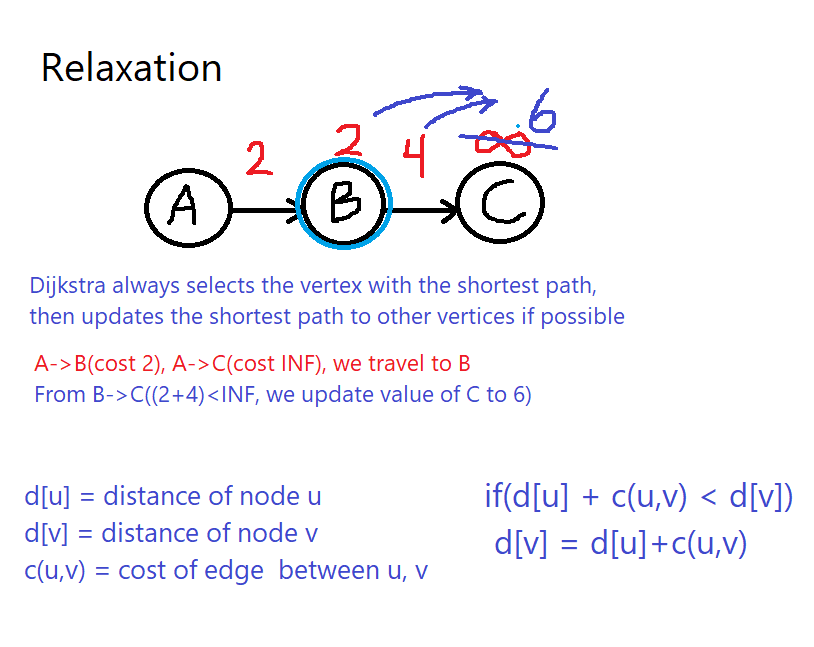 Relaxation
6
2 2 4 ∞
A B C
Dijkstra always selects the vertex with the shortest path,
then updates the shortest path to other vertices if possible
A->B(cost 2), A->C(cost INF), we travel to B
From B->C((2+4)<INF, we update value of C to 6)
d[u] = distance of node u
d[v] = distance of node v
c(u,v) = cost of edge  between u, v
if(d[u] + c(u,v) < d[v])
d[v] = d[u]+c(u,v)